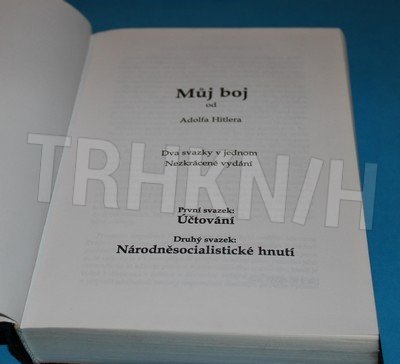 Můj boj
od
Adolfa Hitlera
Dva svazky v jednom
Nezkrácené vydání
TRHKNIH
První svazek:
Účtování
Druhý svazek:
Národněsocialistické hnutí